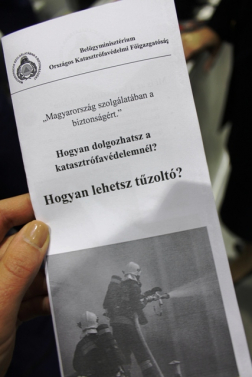 Belügyminisztérium
Országos Katasztrófavédelmi Főigazgatóság
„Magyarország szolgálatában a
biztonságért."
Hogyan dolgozhatsz a
katasztrófavédelemnél?
Hogyan lehetsz tűzoltó?